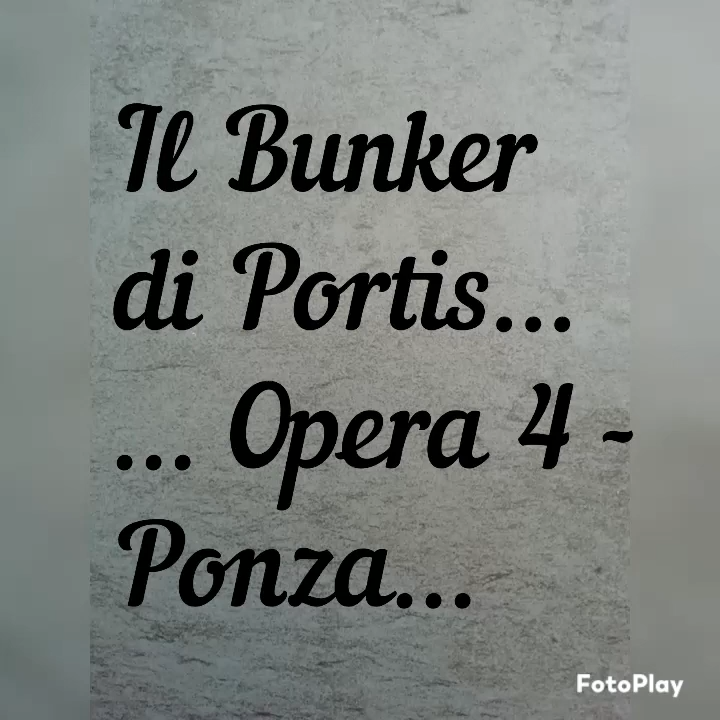 Il Bunker
di Portis...
... Opera 4 -
Ponza...
FotoPlay